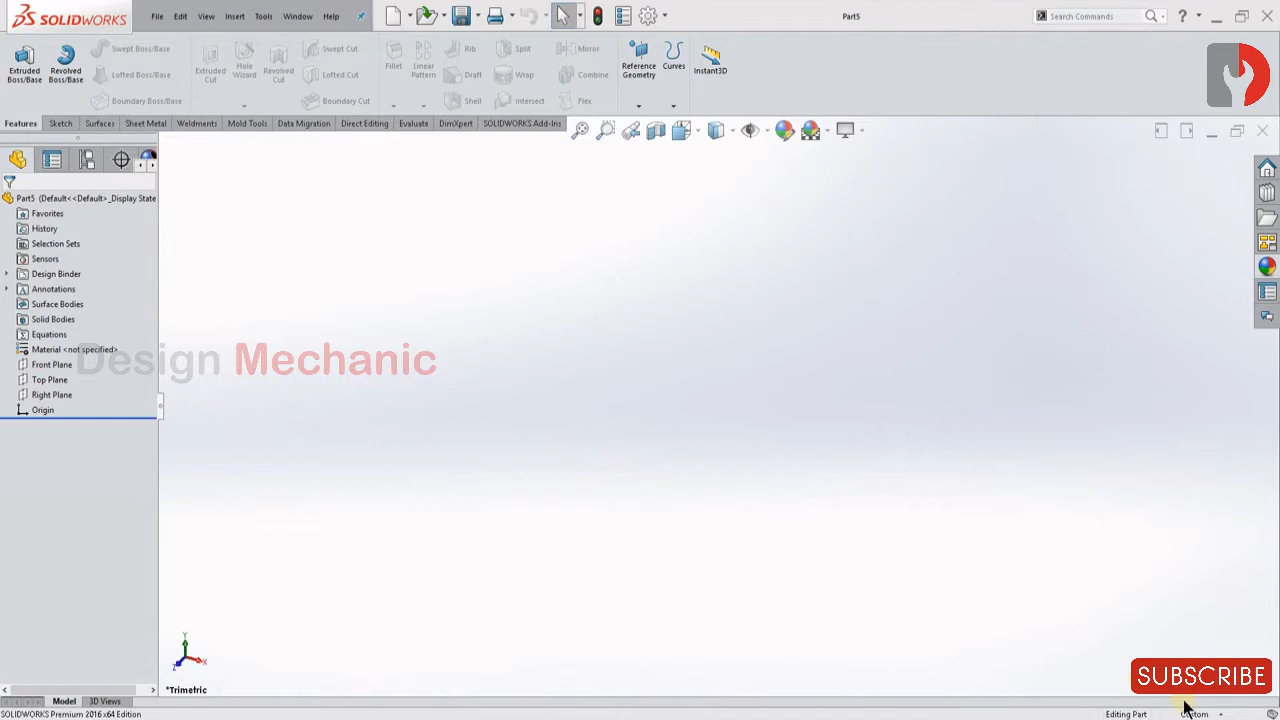 SOLIDWORKS File Edit View Insert Tools Window Help Part5 Search Commands
Extruded Boss/Base Revolved Boss/Base Swept Boss/Base Lofted Boss/Base Boundary Boss/Base Extruded Cut Hole Wizard Revolved Cut Swept Cut Lofted Cut Boundary Cut Fillet Linear Pattern Rib Draft Shell Split Wrap Intersect Mirror Combine Flex Reference Geometry Curves Instant3D
Features Sketch Surfaces Sheet Metal Weldments Mold Tools Data Migration Direct Editing Evaluate DimXpert SOLIDWORKS Add-Ins
Part5 (Default<<Default>_Display State
Favorites
History
Selection Sets
Sensors
Design Binder
Annotations
Surface Bodies
Solid Bodies
Equations
Material <not specified>
Design Mechanic
Front Plane
Top Plane
Right Plane
Origin
Y
Z X
*Trimetric
SUBSCRIBE
Model 3D Views
SOLIDWORKS Premium 2016 x64 Edition Editing Part Custom